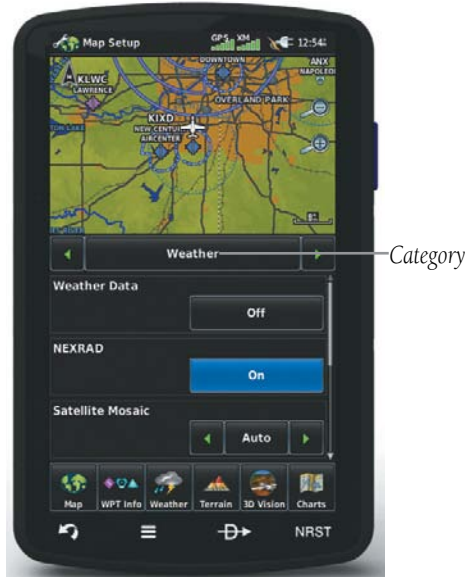 Map Setup
GPS XM
12:54
DOWNTOWN
ANX
NAPOLEO
KLWC
LAWRENCE
OVERLAND PARK
KIXD
NEW CENTU
AIRCENTER
Weather
Category
Weather Data
Off
NEXRAD
On
Satellite Mosaic
Auto
Map WPT Info Weather Terrain 3D Vision Charts
NRST